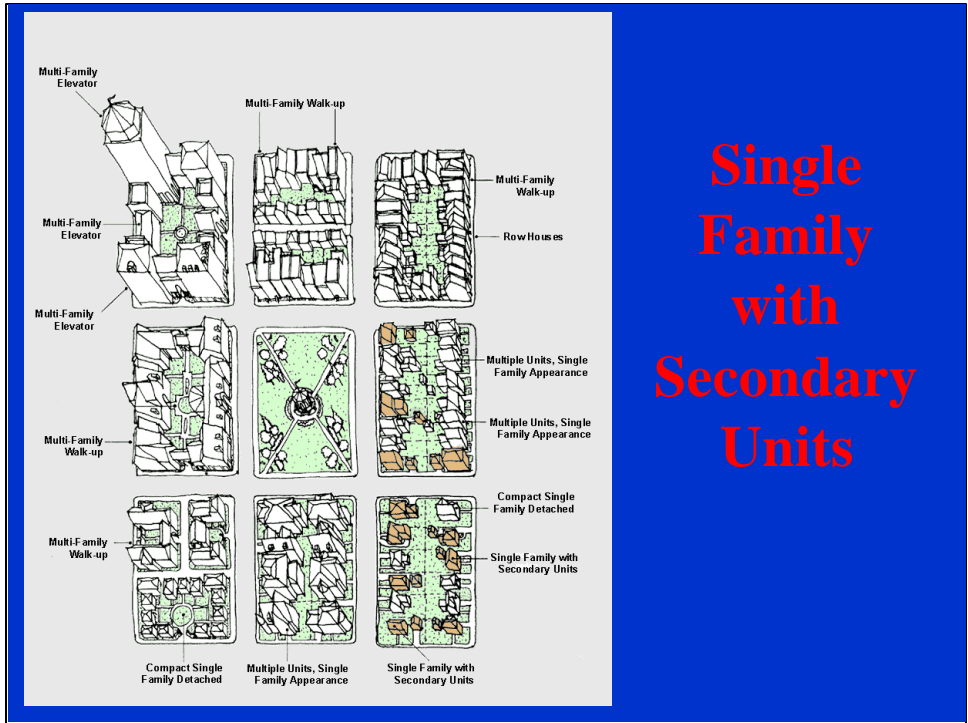 Multi-Family
Elevator
Multi-Family Walk-up
Multi-Family
Walk-up
Multi-Family
Elevator
Row Houses
Multi-Family
Elevator
Multiple Units, Single
Family Appearance
Multiple Units, Single
Family Appearance
Multi-Family
Walk-up
Compact Single
Family Detached
Multi-Family
Walk-up
Single Family with
Secondary Units
Compact Single
Family Detached
Multiple Units, Single
Family Appearance
Single Family with
Secondary Units
Single
Family
with
Secondary
Units